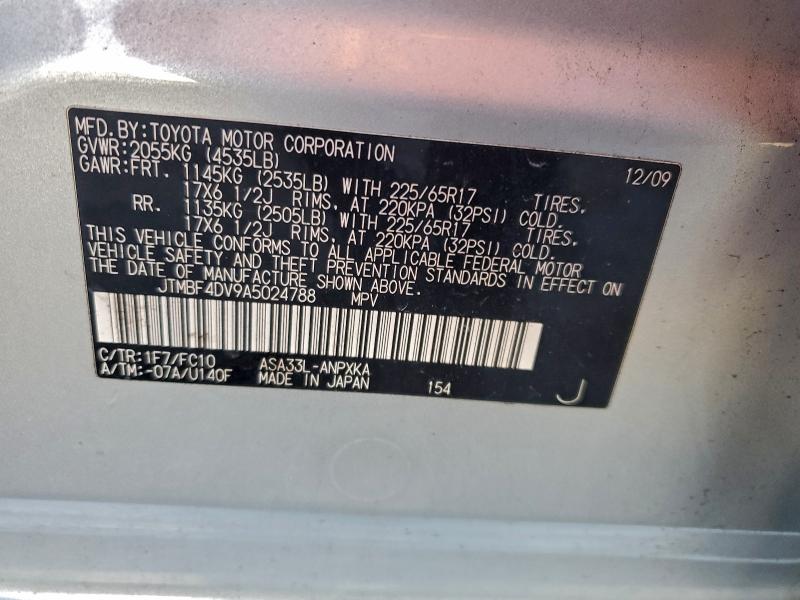 MFD.BY:TOYOTA MOTOR CORPORATION 12/09
GVWR:2055KG (4535LB)
GAWR:FRT. 1145KG (2535LB) WITH 225/65R17 TIRES.
17X6 1/2J RIMS. AT 220KPA (32PSI) COLD.
RR. 1135KG (2505LB) WITH 225/65R17 TIRES.
17X6 1/2J RIMS. AT 220KPA (32PSI) COLD.
THIS VEHICLE CONFORMS TO ALL APPLICABLE FEDERAL MOTOR
VEHICLE SAFETY AND THEFT PREVENTION STANDARDS IN EFFECT ON
THE DATE OF MANUFACTURE SHOWN ABOVE.
JTMBF4DV9A5024788 MPV
C/TR:1F7/FC10 ASA33L-ANPXKA
A/TM:-07A/U140F MADE IN JAPAN 154 J